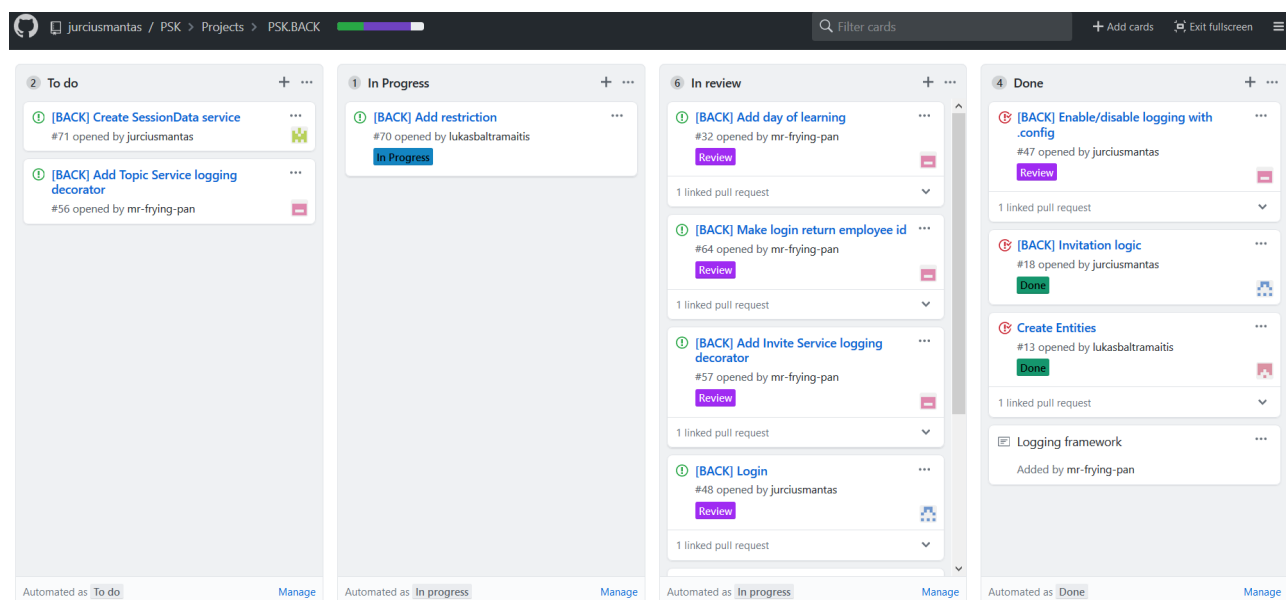 jurciusmantas / PSK > Projects > PSK.BACK
Filter cards
+ Add cards
Exit fullscreen
2 To do
[BACK] Create SessionData service
#71 opened by jurciusmantas
[BACK] Add Topic Service logging
decorator
#56 opened by mr-frying-pan
Automated as To do
Manage
1 In Progress
[BACK] Add restriction
#70 opened by lukasbaltramaitis
In Progress
Automated as In progress
Manage
6 In review
[BACK] Add day of learning
#32 opened by mr-frying-pan
Review
1 linked pull request
[BACK] Make login return employee id
#64 opened by mr-frying-pan
Review
1 linked pull request
[BACK] Add Invite Service logging
decorator
#57 opened by mr-frying-pan
Review
1 linked pull request
[BACK] Login
#48 opened by jurciusmantas
Review
1 linked pull request
Automated as In progress
Manage
4 Done
[BACK] Enable/disable logging with
.config
#47 opened by jurciusmantas
Review
1 linked pull request
[BACK] Invitation logic
#18 opened by jurciusmantas
Done
Create Entities
#13 opened by lukasbaltramaitis
Done
1 linked pull request
Logging framework
Added by mr-frying-pan
Automated as Done
Manage